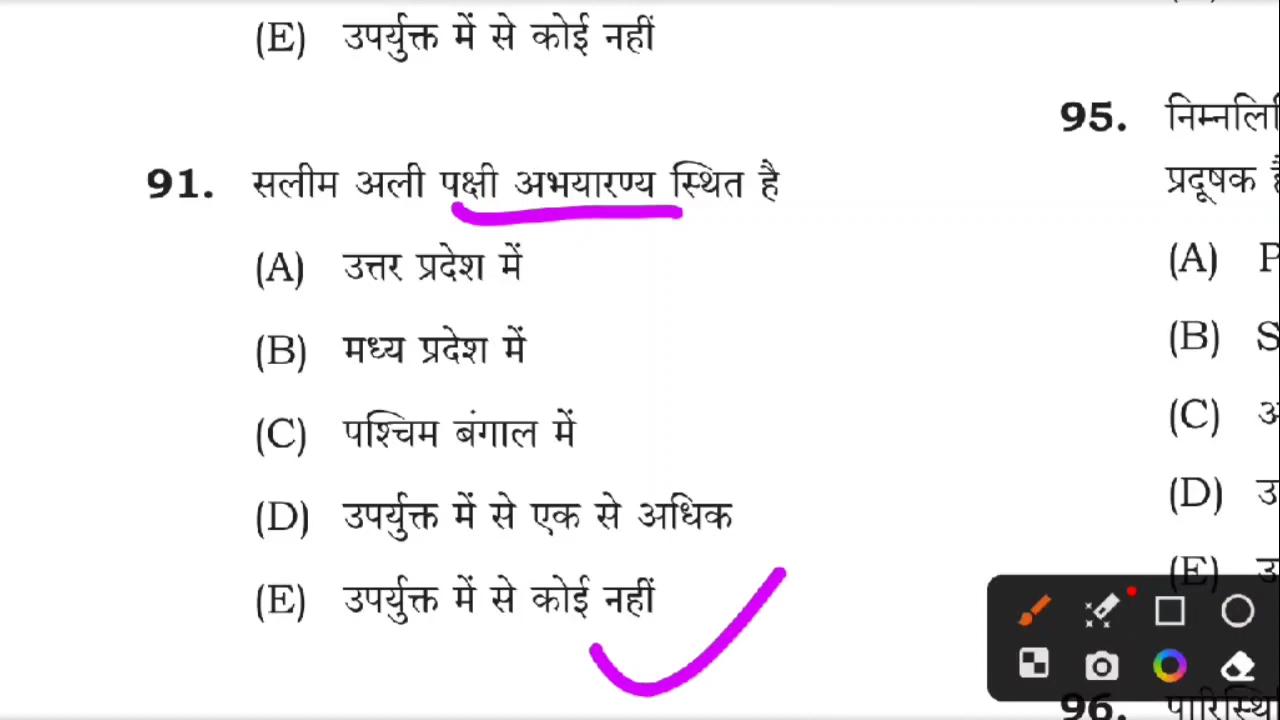 (E) उपर्युक्त में से कोई नहीं
91. सलीम अली पक्षी अभयारण्य स्थित है
(A) उत्तर प्रदेश में
(B) मध्य प्रदेश में
(C) पश्चिम बंगाल में
(D) उपर्युक्त में से एक से अधिक
(E) उपर्युक्त में से कोई नहीं
95.
प्रदूषक
(A) P
(B) S
(C)
(D)
(E)
96.